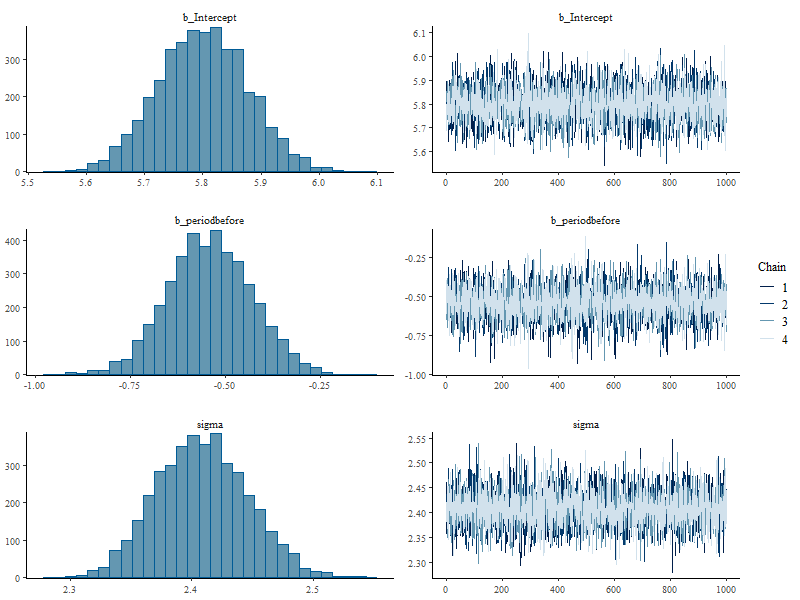 b_Intercept
300
200
100
0
5.5 5.6 5.7 5.8 5.9 6.0 6.1
b_Intercept
6.1
6.0
5.9
5.8
5.7
5.6
0 200 400 600 800 1000
b_periodbefore
400
300
200
100
0
-1.00 -0.75 -0.50 -0.25
b_periodbefore
-0.25
-0.50
-0.75
-1.00
0 200 400 600 800 1000
Chain
1
2
3
4
sigma
300
200
100
0
2.3 2.4 2.5
sigma
2.55
2.50
2.45
2.40
2.35
2.30
0 200 400 600 800 1000